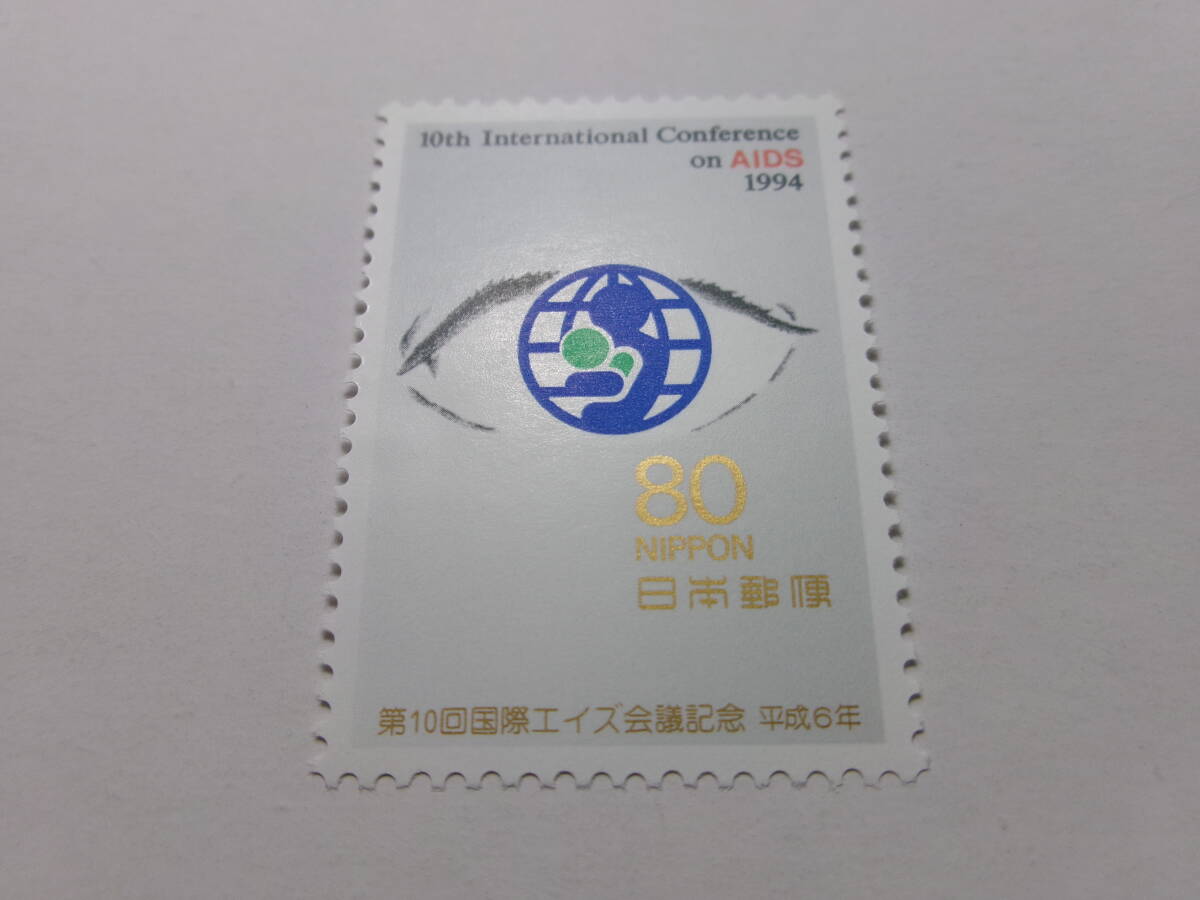 10th International Conference
on AIDS
1994
80
NIPPON
日本郵便
第10回国際エイズ会議記念 平成6年